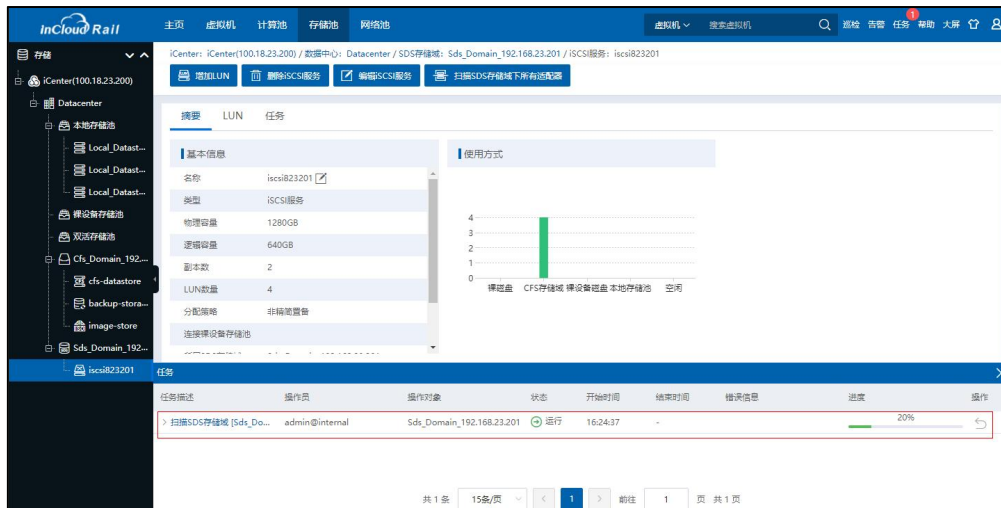 InCloud Rail
主页 虚拟机 计算池 存储池 网络池 虚拟机 搜索虚拟机 巡检 告警 任务 1 帮助 大屏
存储
iCenter(100.18.23.200)
Datacenter
本地存储池
Local_Datast...
Local_Datast...
Local_Datast...
裸设备存储池
双活存储池
Cfs_Domain_192....
cfs-datastore
backup-stora...
image-store
Sds_Domain_192...
iscsi823201
iCenter: iCenter(100.18.23.200) / 数据中心: Datacenter / SDS存储域: Sds_Domain_192.168.23.201 / iSCSI服务: iscsi823201
增加LUN 删除iSCSI服务 编辑iSCSI服务 扫描SDS存储域下所有适配器
摘要 LUN 任务
基本信息
名称 iscsi823201
类型 iSCSI服务
物理容量 1280GB
逻辑容量 640GB
副本数 2
LUN数量 4
分配策略 非精简置备
连接裸设备存储池
使用方式
4
3
2
1
0
裸磁盘 CFS存储域 裸设备磁盘 本地存储池 空闲
任务
任务描述 操作员 操作对象 状态 开始时间 结束时间 错误信息 进度 操作
扫描SDS存储域 [Sds_Do... admin@internal Sds_Domain_192.168.23.201 运行 16:24:37 - 20%
共 1 条 15条/页 1 前往 1 页 共 1 页